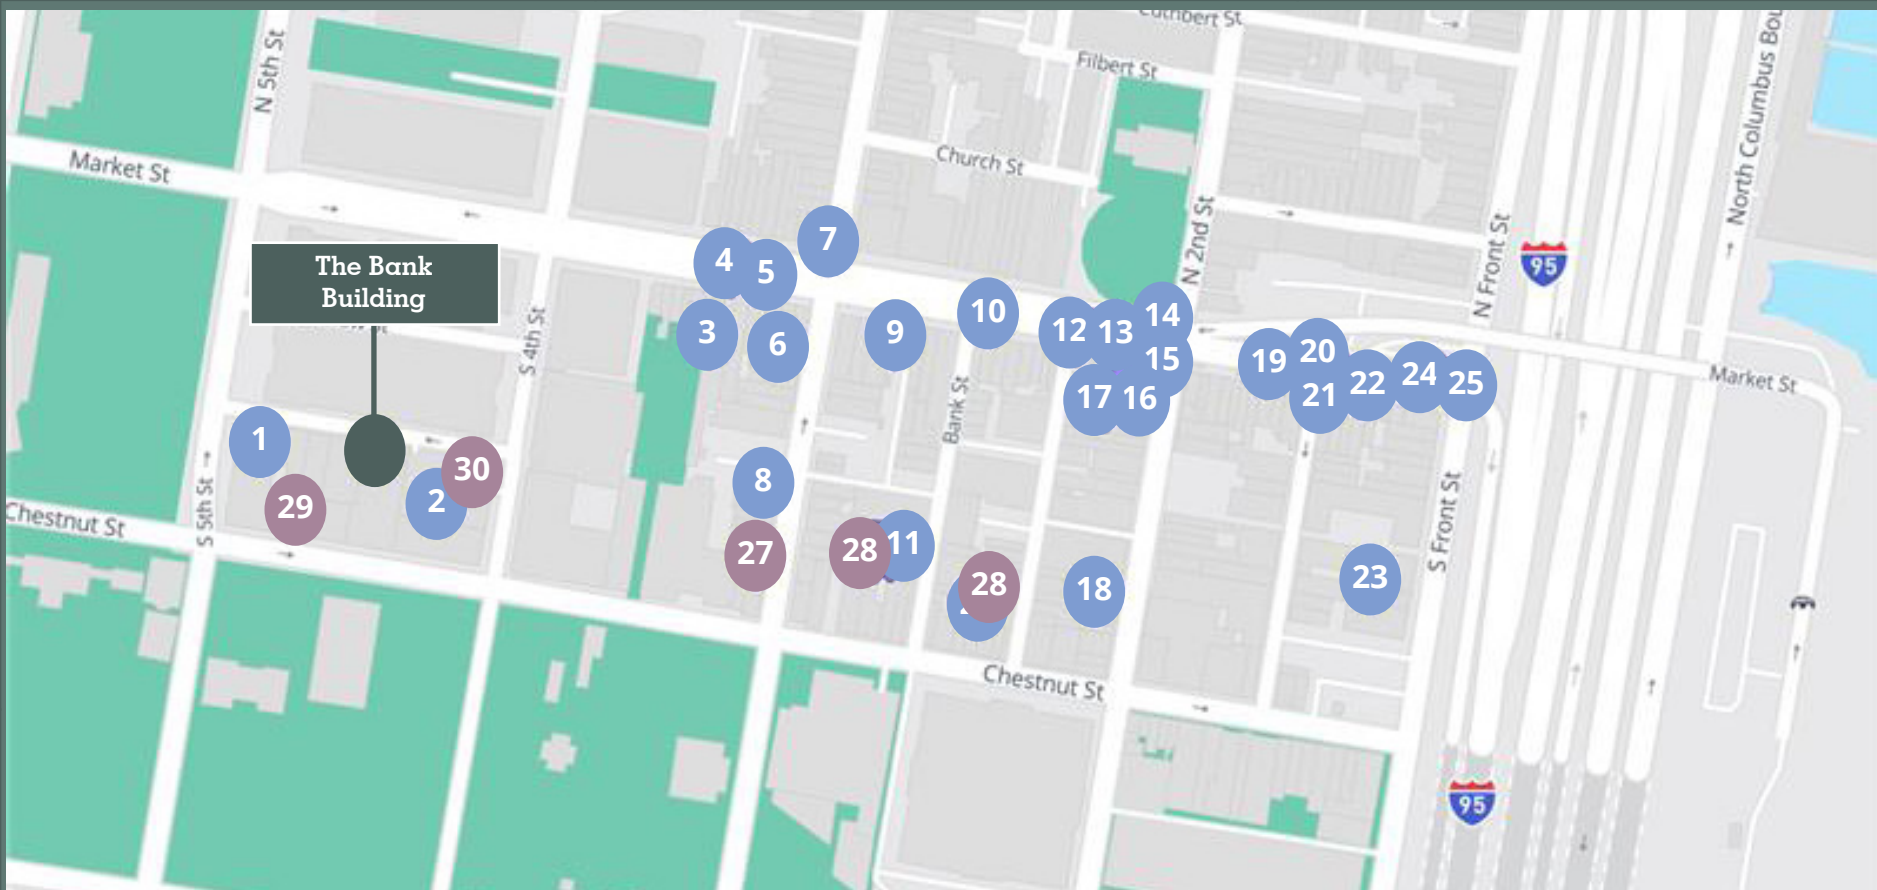 Cuthbert St
Filbert St
N 5th St
North Columbus Bou
Market St
Church St
N 2nd St
N Front St
95
The Bank
Building
S 4th St
4
5
7
3
6
9
10
12
13
14
15
17
16
19
20
21
22
24
25
Market St
Bank St
1
29
2
30
8
27
28
11
28
18
23
S 5th St
S Front St
Chestnut St
Chestnut St
95